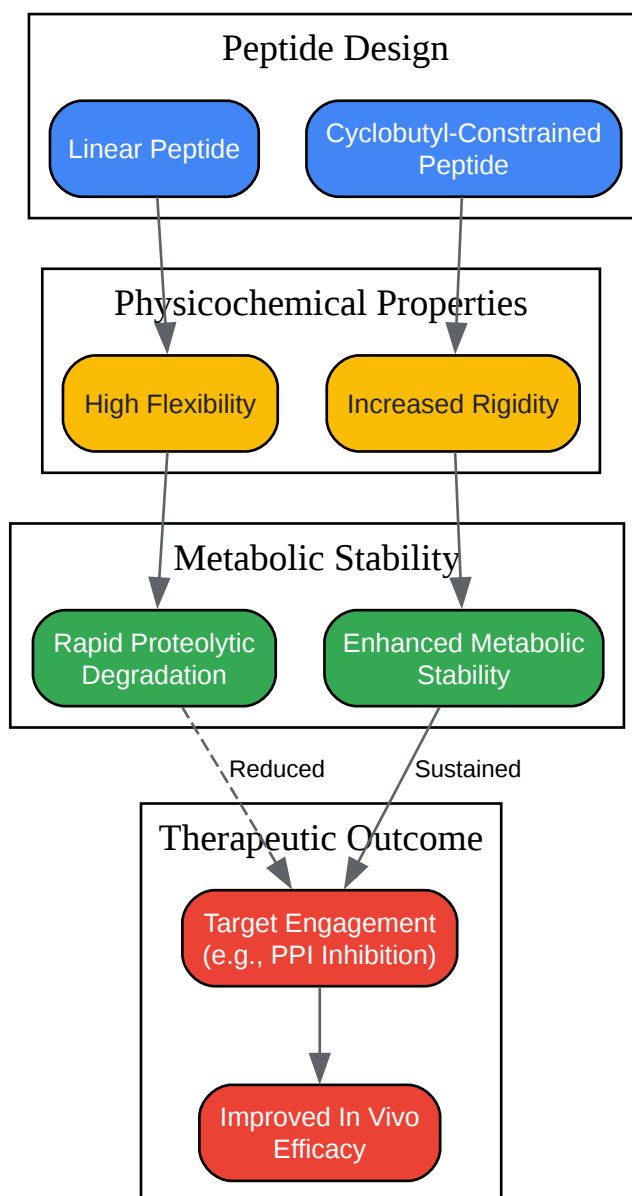 Peptide Design
Linear Peptide
Cyclobutyl-Constrained
Peptide
Physicochemical Properties
High Flexibility
Increased Rigidity
Metabolic Stability
Rapid Proteolytic
Degradation
Enhanced Metabolic
Stability
Reduced
Sustained
Therapeutic Outcome
Target Engagement
(e.g., PPI Inhibition)
Improved In Vivo
Efficacy